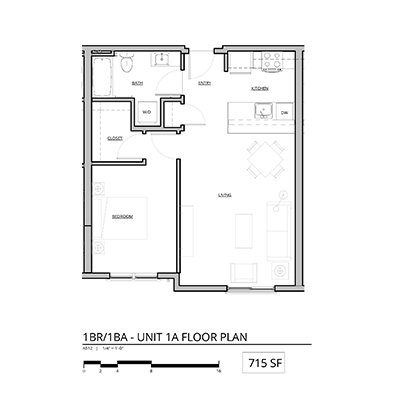 BATH
ENTRY
KITCHEN
W/D
DW
CLOSET
LIVING
BEDROOM
1BR/1BA - UNIT 1A FLOOR PLAN
1/4" = 1'-0"
0 2 4 8 16
715 SF